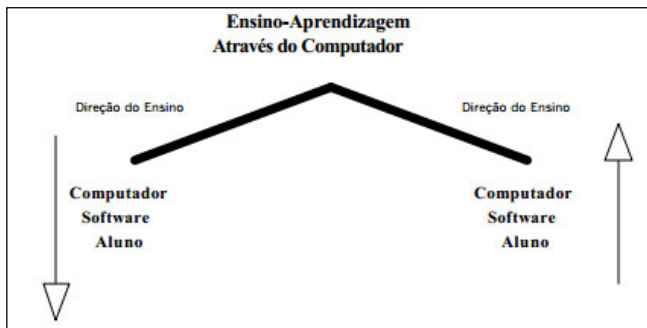 Ensino-Aprendizagem
Através do Computador
Direção do Ensino
Direção do Ensino
Computador
Software
Aluno
Computador
Software
Aluno